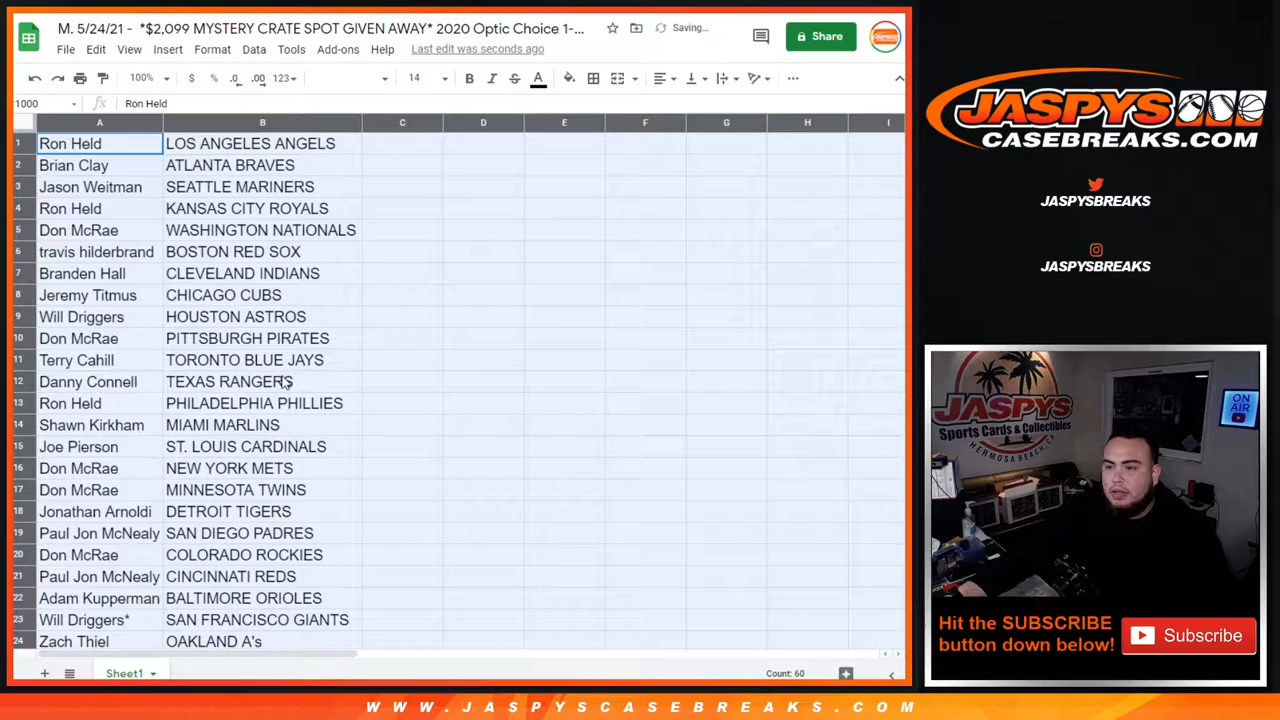 M. 5/24/21 - *$2,099 MYSTERY CRATE SPOT GIVEN AWAY* 2020 Optic Choice 1-...
Saving...
Share
File Edit View Insert Format Data Tools Add-ons Help Last edit was seconds ago
100% $ % .0 .00 123 14 B I S A
:1000 fx Ron Held
A B C D E F G H I
1 Ron Held LOS ANGELES ANGELS
2 Brian Clay ATLANTA BRAVES
3 Jason Weitman SEATTLE MARINERS
4 Ron Held KANSAS CITY ROYALS
5 Don McRae WASHINGTON NATIONALS
6 travis hilderbrand BOSTON RED SOX
7 Branden Hall CLEVELAND INDIANS
8 Jeremy Titmus CHICAGO CUBS
9 Will Driggers HOUSTON ASTROS
10 Don McRae PITTSBURGH PIRATES
11 Terry Cahill TORONTO BLUE JAYS
12 Danny Connell TEXAS RANGERS
13 Ron Held PHILADELPHIA PHILLIES
14 Shawn Kirkham MIAMI MARLINS
15 Joe Pierson ST. LOUIS CARDINALS
16 Don McRae NEW YORK METS
17 Don McRae MINNESOTA TWINS
18 Jonathan Arnoldi DETROIT TIGERS
19 Paul Jon McNealy SAN DIEGO PADRES
20 Don McRae COLORADO ROCKIES
21 Paul Jon McNealy CINCINNATI REDS
22 Adam Kupperman BALTIMORE ORIOLES
23 Will Driggers* SAN FRANCISCO GIANTS
24 Zach Thiel OAKLAND A's
Sheet1
Count: 60
JASPYS
CASEBREAKS.COM
JASPYSBREAKS
JASPYSBREAKS
JASPYS
Sports Cards & Collectibles
HERMOSA BEACH, CA
ON
AIR
Hit the SUBSCRIBE
button down below!
Subscribe
WWW.JASPYSCASEBREAKS.COM